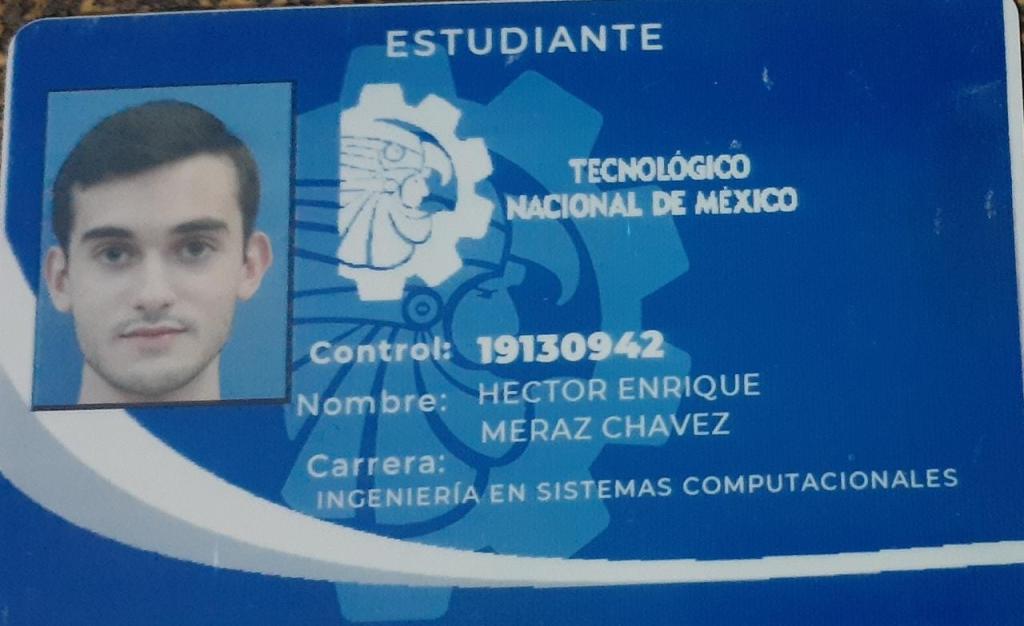 ESTUDIANTE
TECNOLÓGICO
NACIONAL DE MÉXICO
Control: 19130942
Nombre: HECTOR ENRIQUE
MERAZ CHAVEZ
Carrera:
INGENIERÍA EN SISTEMAS COMPUTACIONALES